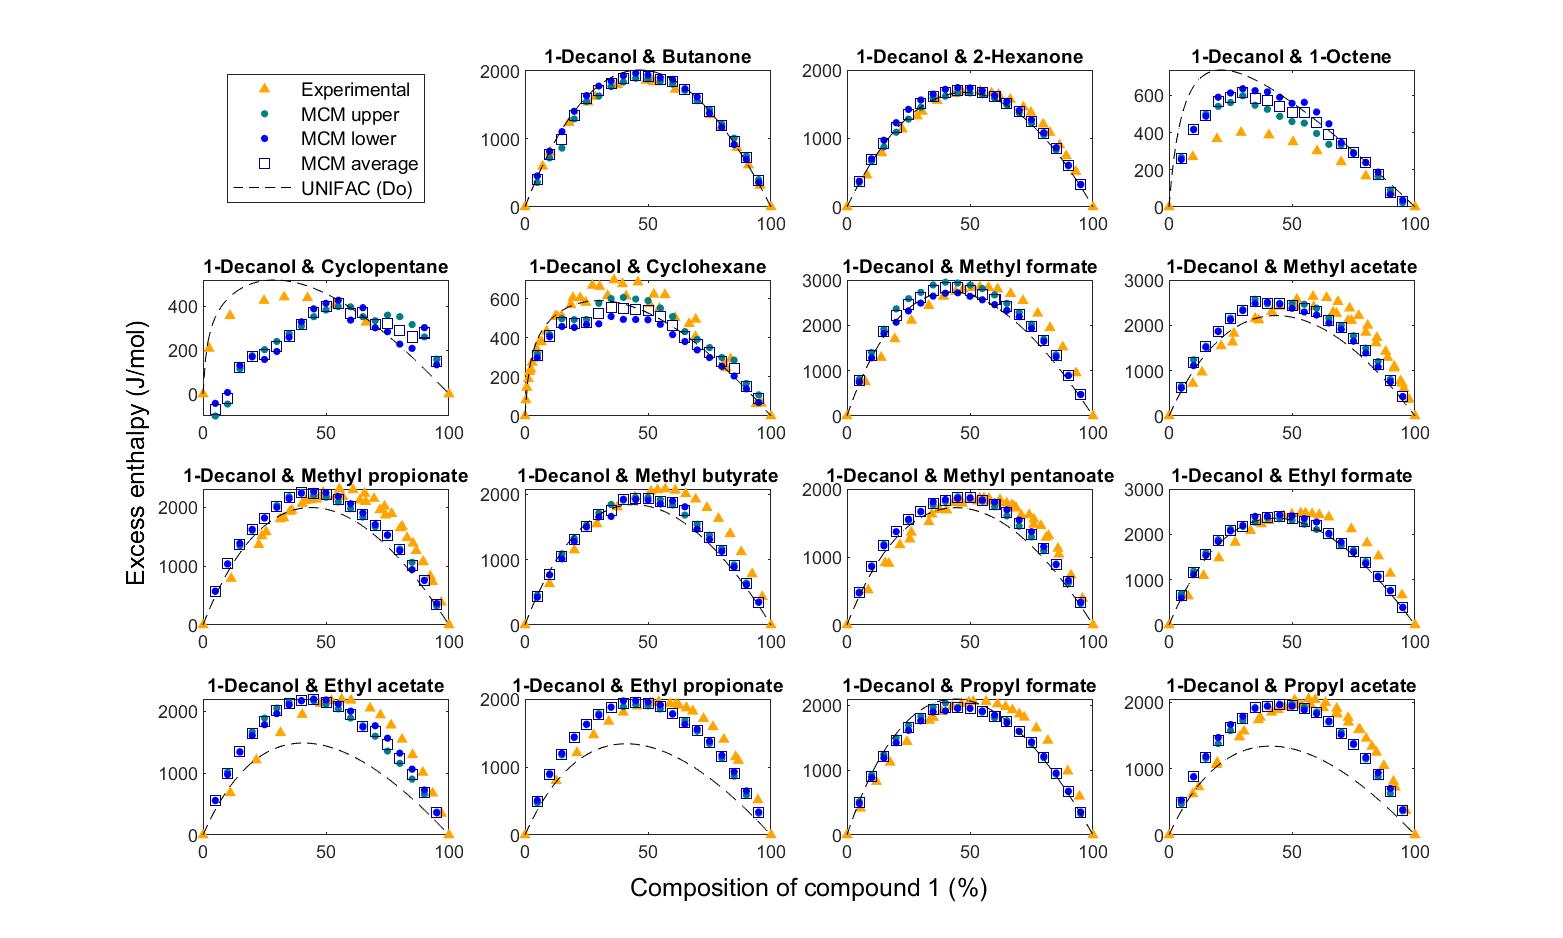 Experimental
MCM upper
MCM lower
MCM average
UNIFAC (Do)
1-Decanol & Butanone
2000
1000
0
0 50 100
1-Decanol & 2-Hexanone
2000
1000
0
0 50 100
1-Decanol & 1-Octene
600
400
200
0
0 50 100
1-Decanol & Cyclopentane
400
200
0
0 50 100
1-Decanol & Cyclohexane
600
400
200
0
0 50 100
1-Decanol & Methyl formate
3000
2000
1000
0
0 50 100
1-Decanol & Methyl acetate
3000
2000
1000
0
0 50 100
Excess enthalpy (J/mol)
1-Decanol & Methyl propionate
2000
1000
0
0 50 100
1-Decanol & Methyl butyrate
2000
1000
0
0 50 100
1-Decanol & Methyl pentanoate
2000
1000
0
0 50 100
1-Decanol & Ethyl formate
3000
2000
1000
0
0 50 100
1-Decanol & Ethyl acetate
2000
1000
0
0 50 100
1-Decanol & Ethyl propionate
2000
1000
0
0 50 100
1-Decanol & Propyl formate
2000
1000
0
0 50 100
1-Decanol & Propyl acetate
2000
1000
0
0 50 100
Composition of compound 1 (%)